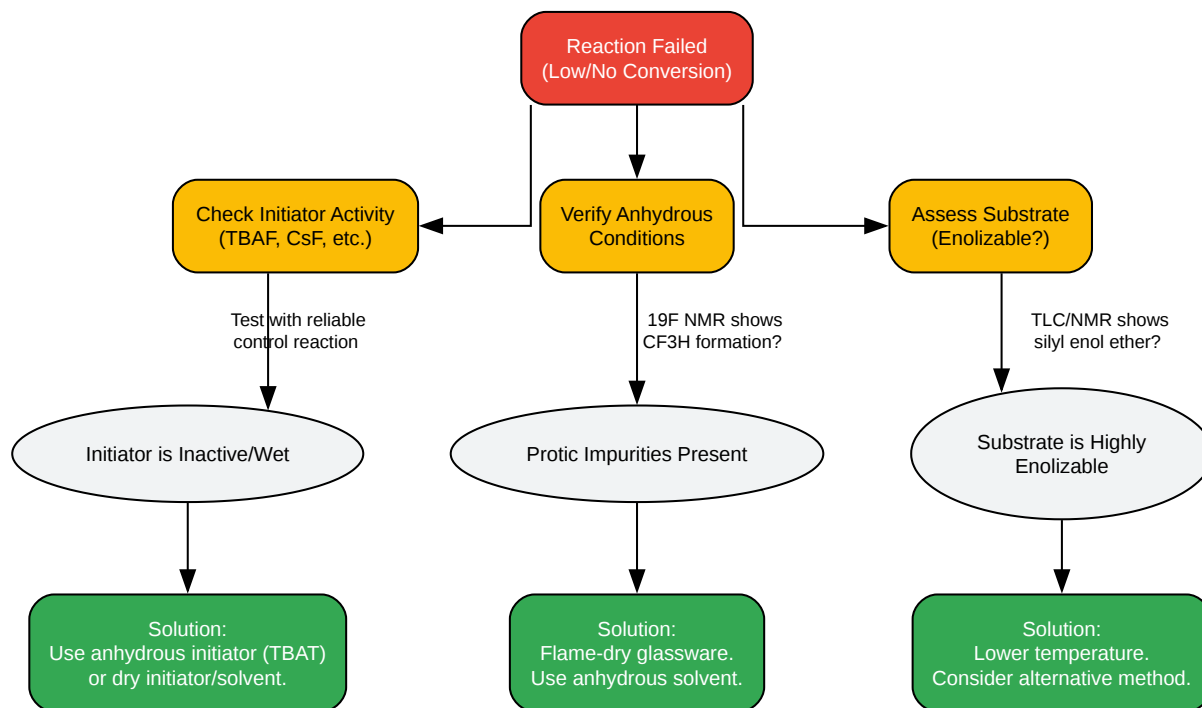 Reaction Failed
(Low/No Conversion)
Check Initiator Activity
(TBAF, CsF, etc.)
Verify Anhydrous
Conditions
Assess Substrate
(Enolizable?)
Test with reliable
control reaction
19F NMR shows
CF3H formation?
TLC/NMR shows
silyl enol ether?
Initiator is Inactive/Wet
Protic Impurities Present
Substrate is Highly
Enolizable
Solution:
Use anhydrous initiator (TBAT)
or dry initiator/solvent.
Solution:
Flame-dry glassware.
Use anhydrous solvent.
Solution:
Lower temperature.
Consider alternative method.